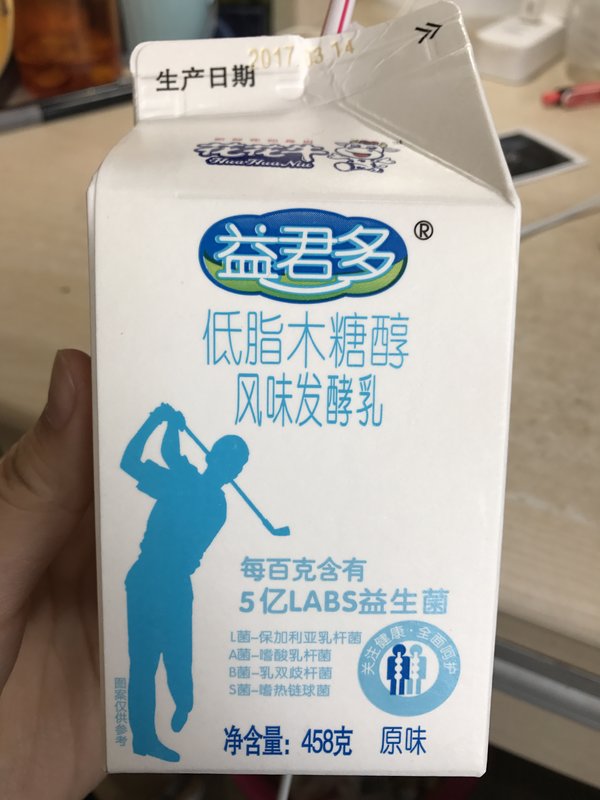 2017 03 14
生产日期
花花牛
HuaHuaNiu
益君多®
低脂木糖醇
风味发酵乳
每百克含有
5亿LABS益生菌
L菌–保加利亚乳杆菌
A菌–嗜酸乳杆菌
B菌–乳双歧杆菌
S菌–嗜热链球菌
关注健康·全面呵护
图案仅供参考
净含量：458克 原味